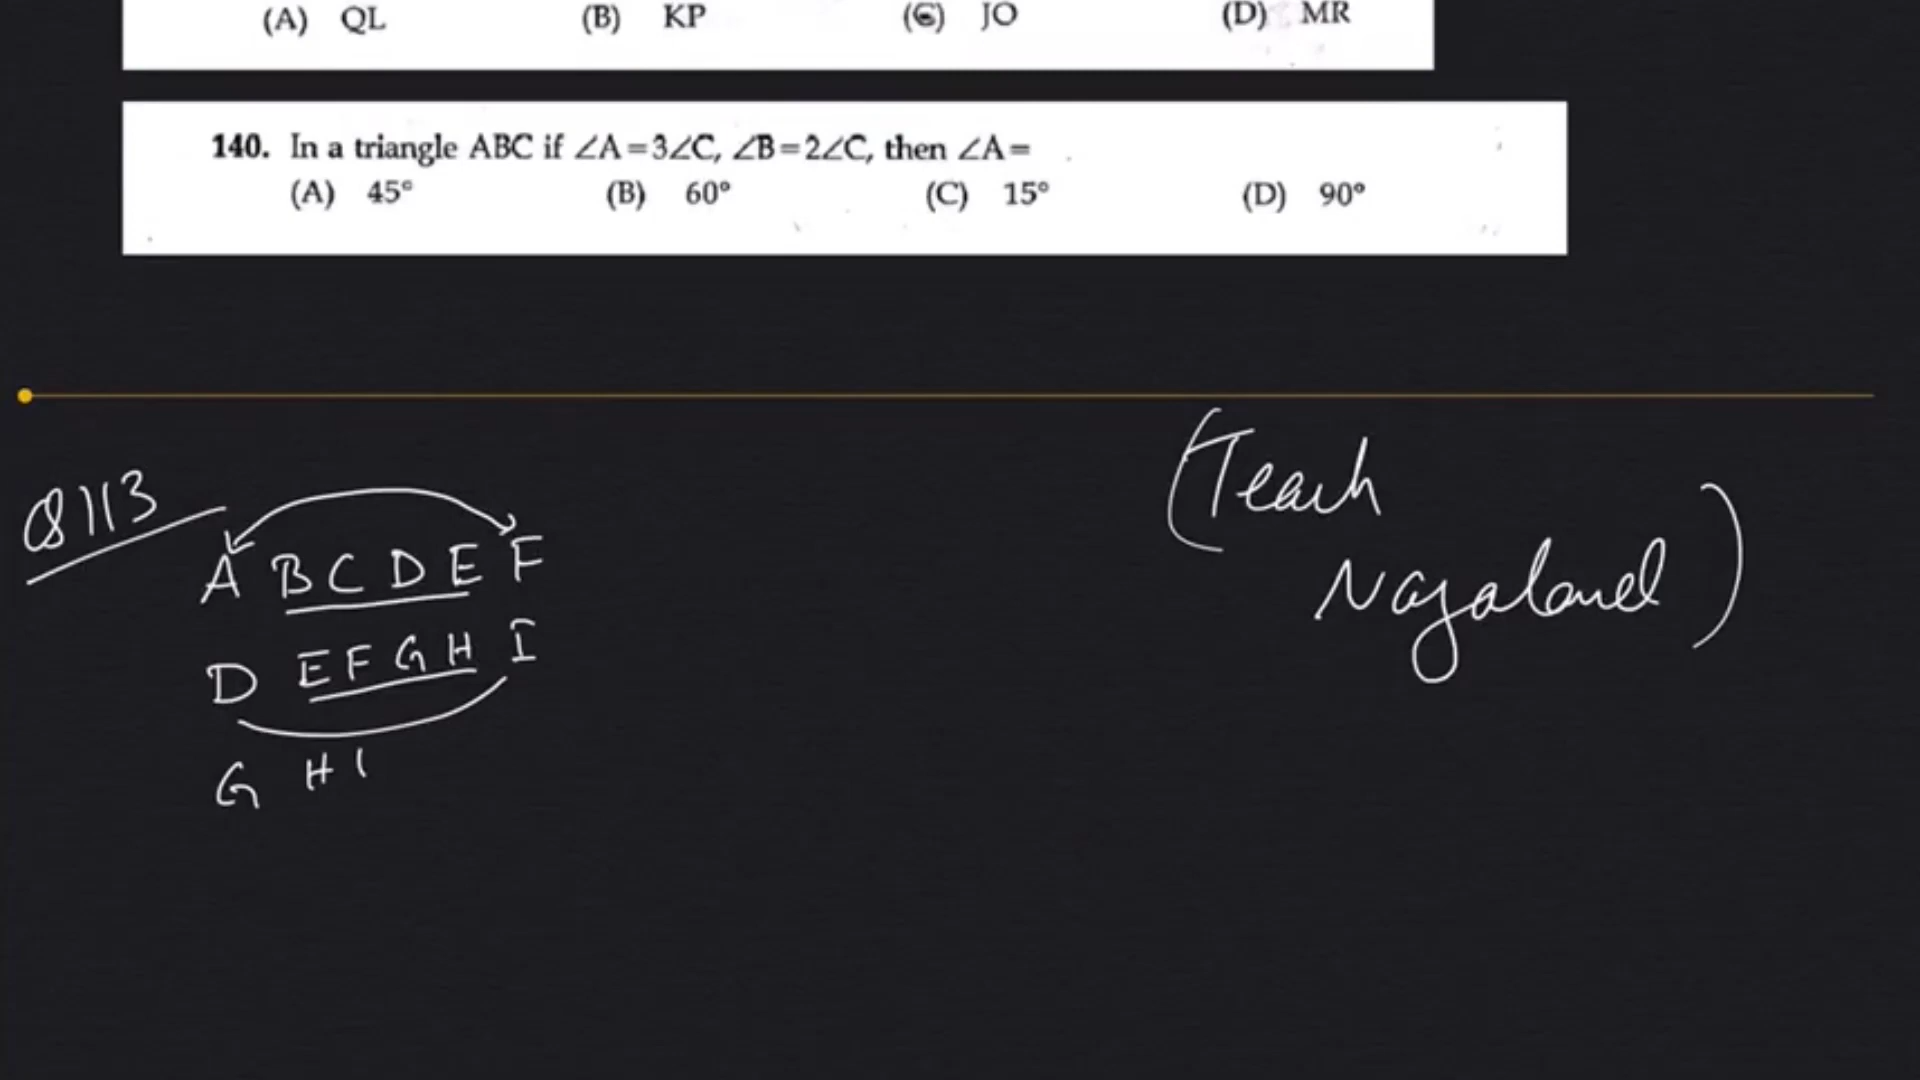 (A) QL (B) KP (C) JO (D) MR
140. In a triangle ABC if ∠A=3∠C, ∠B=2∠C, then ∠A=
(A) 45° (B) 60° (C) 15° (D) 90°
Q113
A B C D E F
D E F G H I
G H I
(Teach
Nagaland)